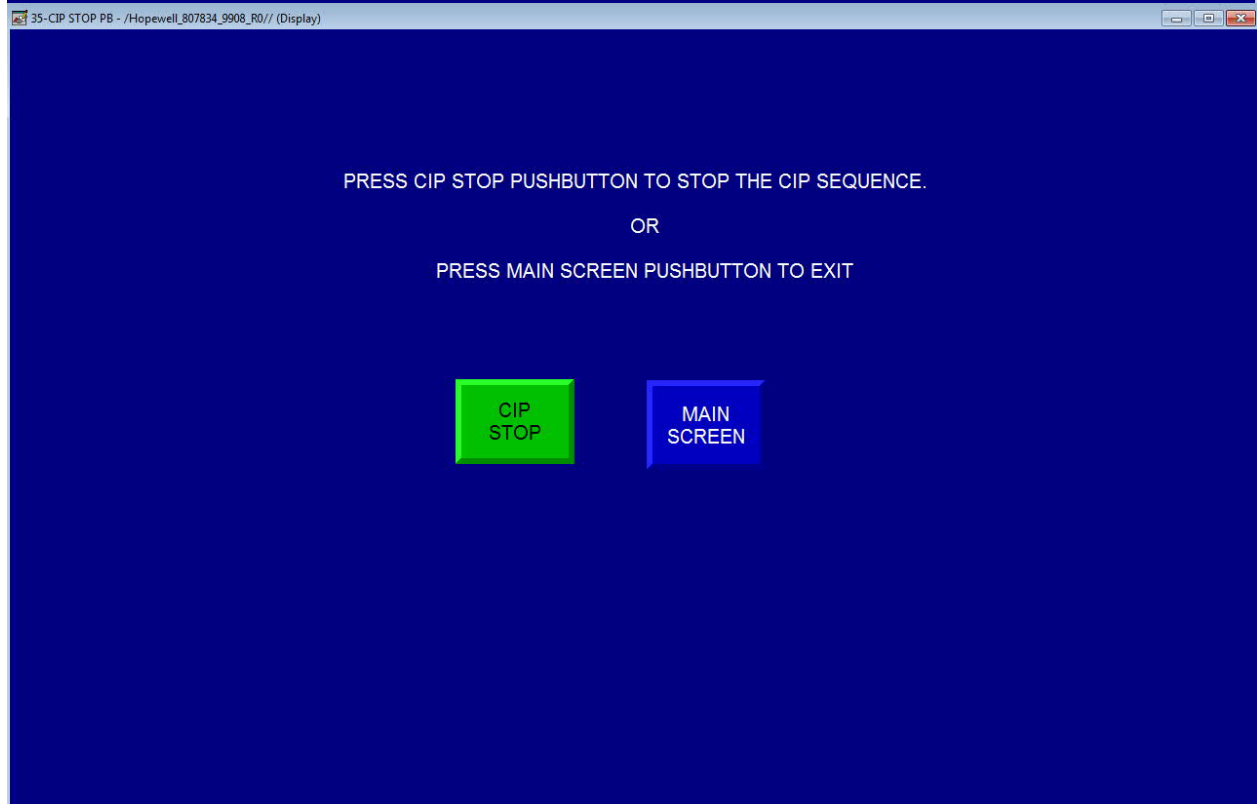 35-CIP STOP PB - /Hopewell_807834_9908_R0// (Display)
PRESS CIP STOP PUSHBUTTON TO STOP THE CIP SEQUENCE.
OR
PRESS MAIN SCREEN PUSHBUTTON TO EXIT
CIP
STOP
MAIN
SCREEN